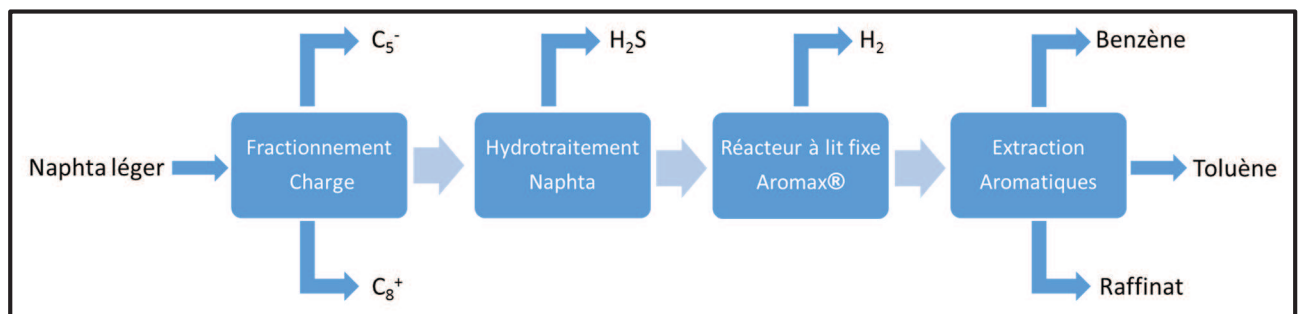 C₅⁻
H₂S
H₂
Benzène
Naphta léger
Fractionnement
Charge
Hydrotraitement
Naphta
Réacteur à lit fixe
Aromax®
Extraction
Aromatiques
Toluène
C₈⁺
Raffinat